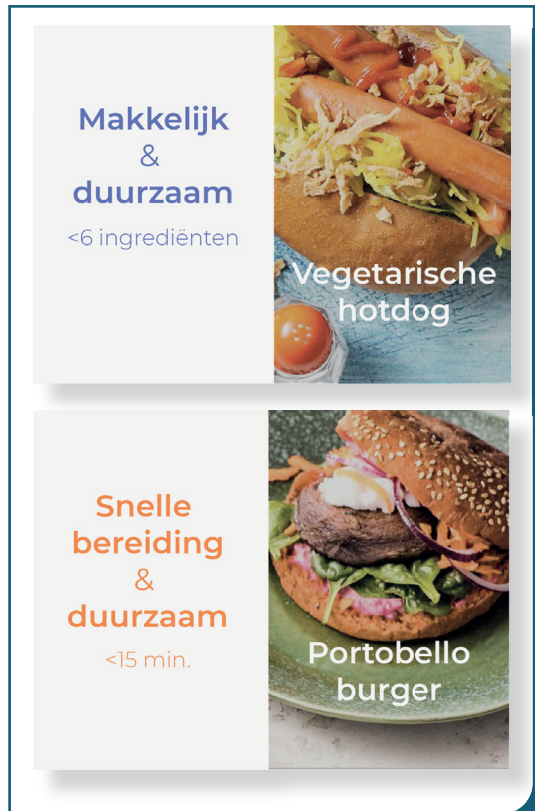 Makkelijk
&
duurzaam
<6 ingrediënten
Vegetarische
hotdog
Snelle
bereiding
&
duurzaam
<15 min.
Portobello
burger